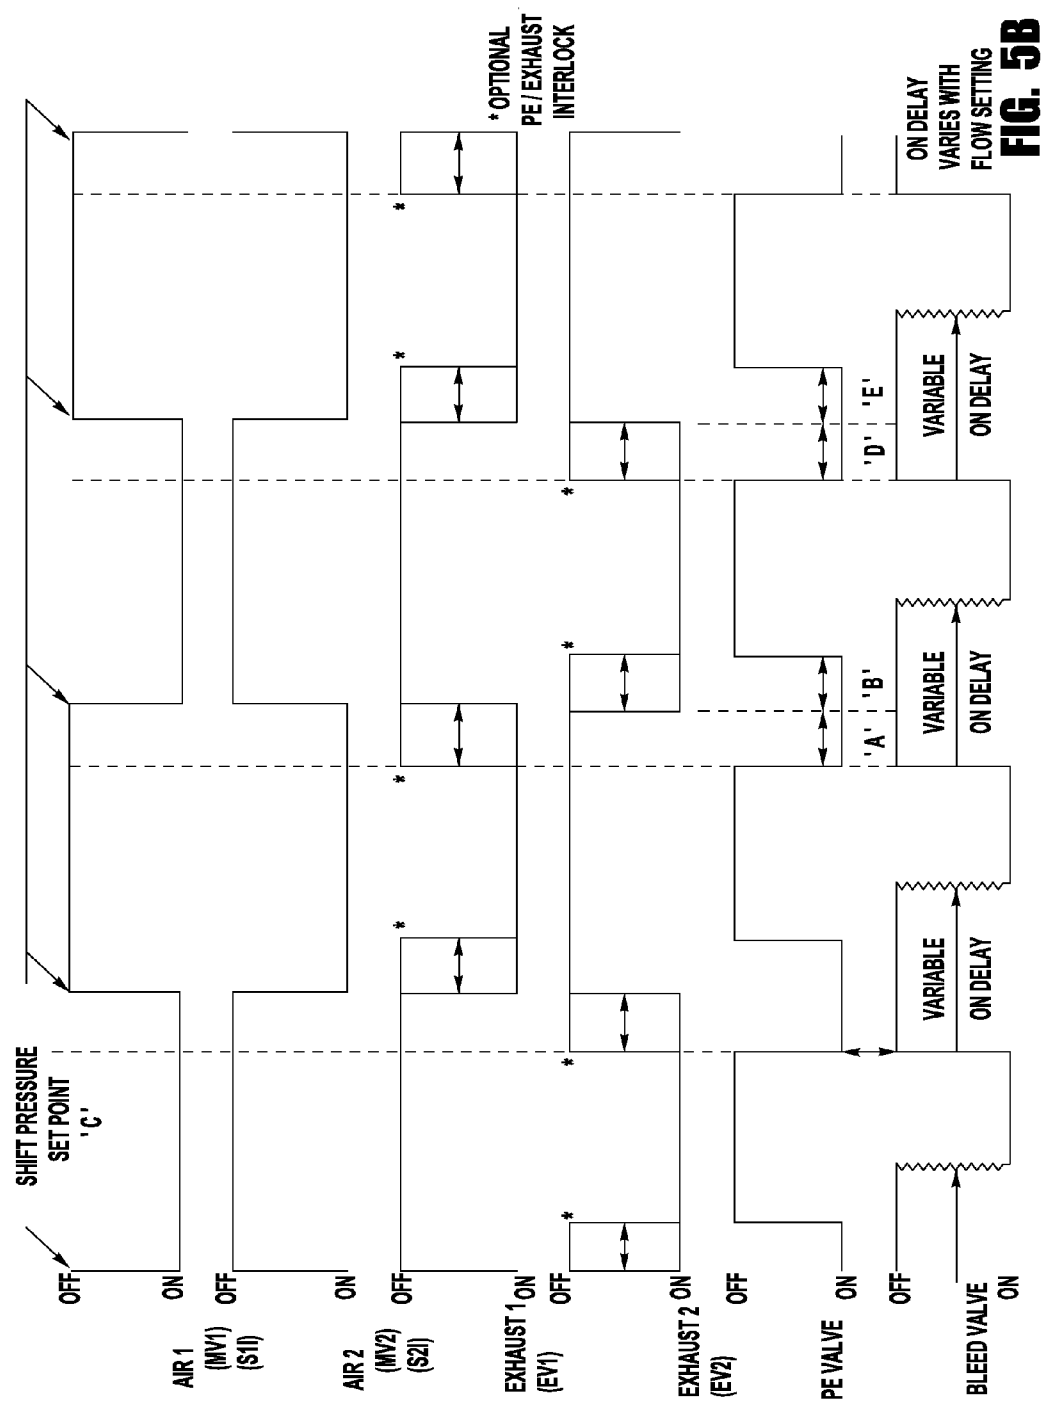 SHIFT PRESSURE
SET POINT
'C'
OFF
ON
AIR 1
(MV1)
(S1I)
OFF
ON
AIR 2
(MV2)
(S2I)
OFF
ON
EXHAUST 1
(EV1)
*
*
*
*
* OPTIONAL
PE / EXHAUST
INTERLOCK
OFF
ON
EXHAUST 2
(EV2)
*
*
*
*
OFF
ON
PE VALVE
'A'
'B'
'D'
'E'
OFF
ON
BLEED VALVE
VARIABLE
ON DELAY
VARIABLE
ON DELAY
VARIABLE
ON DELAY
ON DELAY
VARIES WITH
FLOW SETTING
FIG. 5B